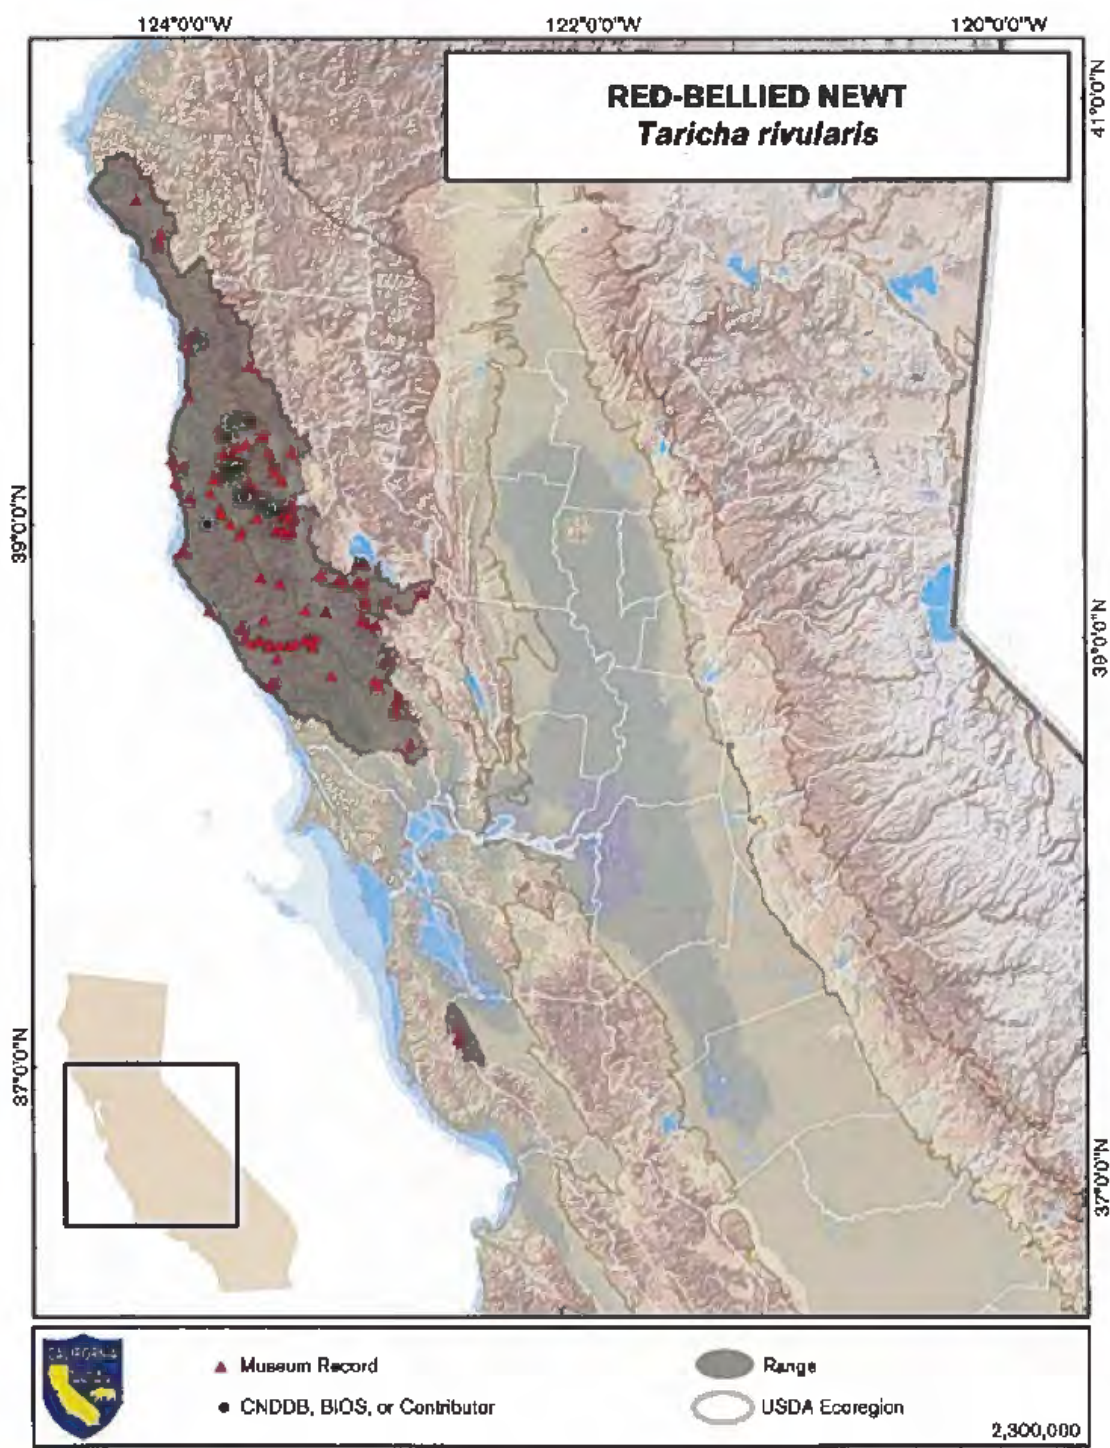 124°0'0"W 122°0'0"W 120°0'0"W
RED-BELLIED NEWT
Taricha rivularis
41°0'0"N
39°0'0"N
39°0'0"N
37°0'0"N
37°0'0"N
CALIFORNIA
Museum Record
Range
CNDDB, BIOS, or Contributor
USDA Ecoregion
2,300,000